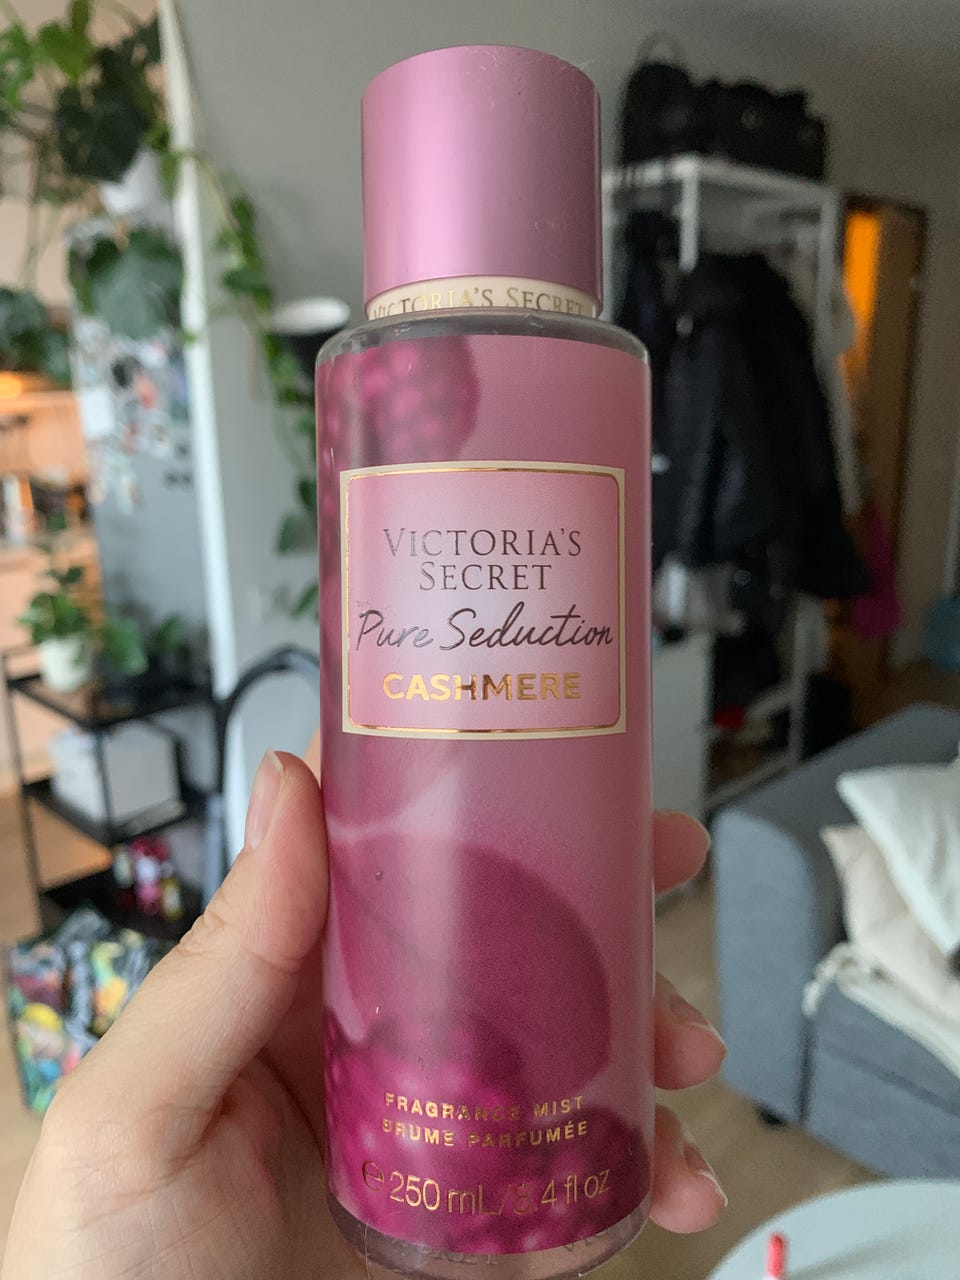 VICTORIA'S SECRET
VICTORIA'S
SECRET
Pure Seduction
CASHMERE
FRAGRANCE MIST
BRUME PARFUMÉE
℮ 250 mL/8.4 fl oz